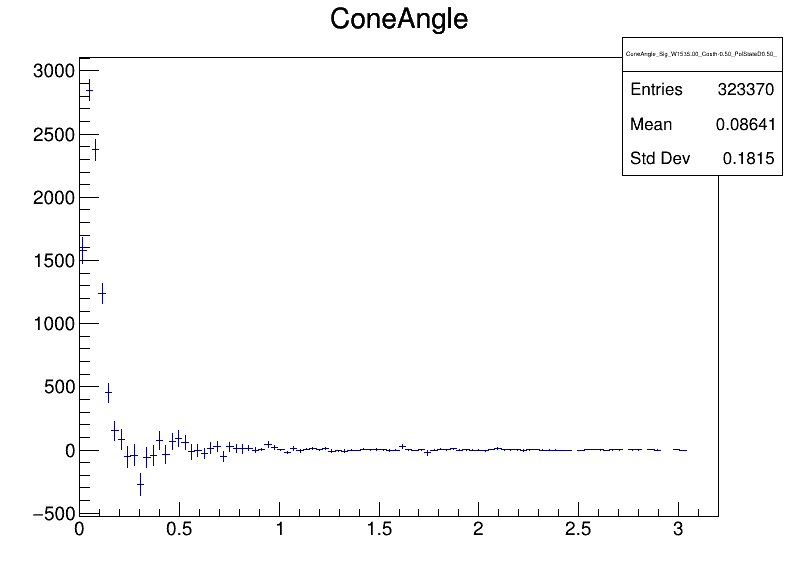 ConeAngle
ConeAngle_Sig_W1535.00_Costh-0.50_PolStateD0.50_
Entries 323370
Mean 0.08641
Std Dev 0.1815
3000
2500
2000
1500
1000
500
0
−500
0 0.5 1 1.5 2 2.5 3